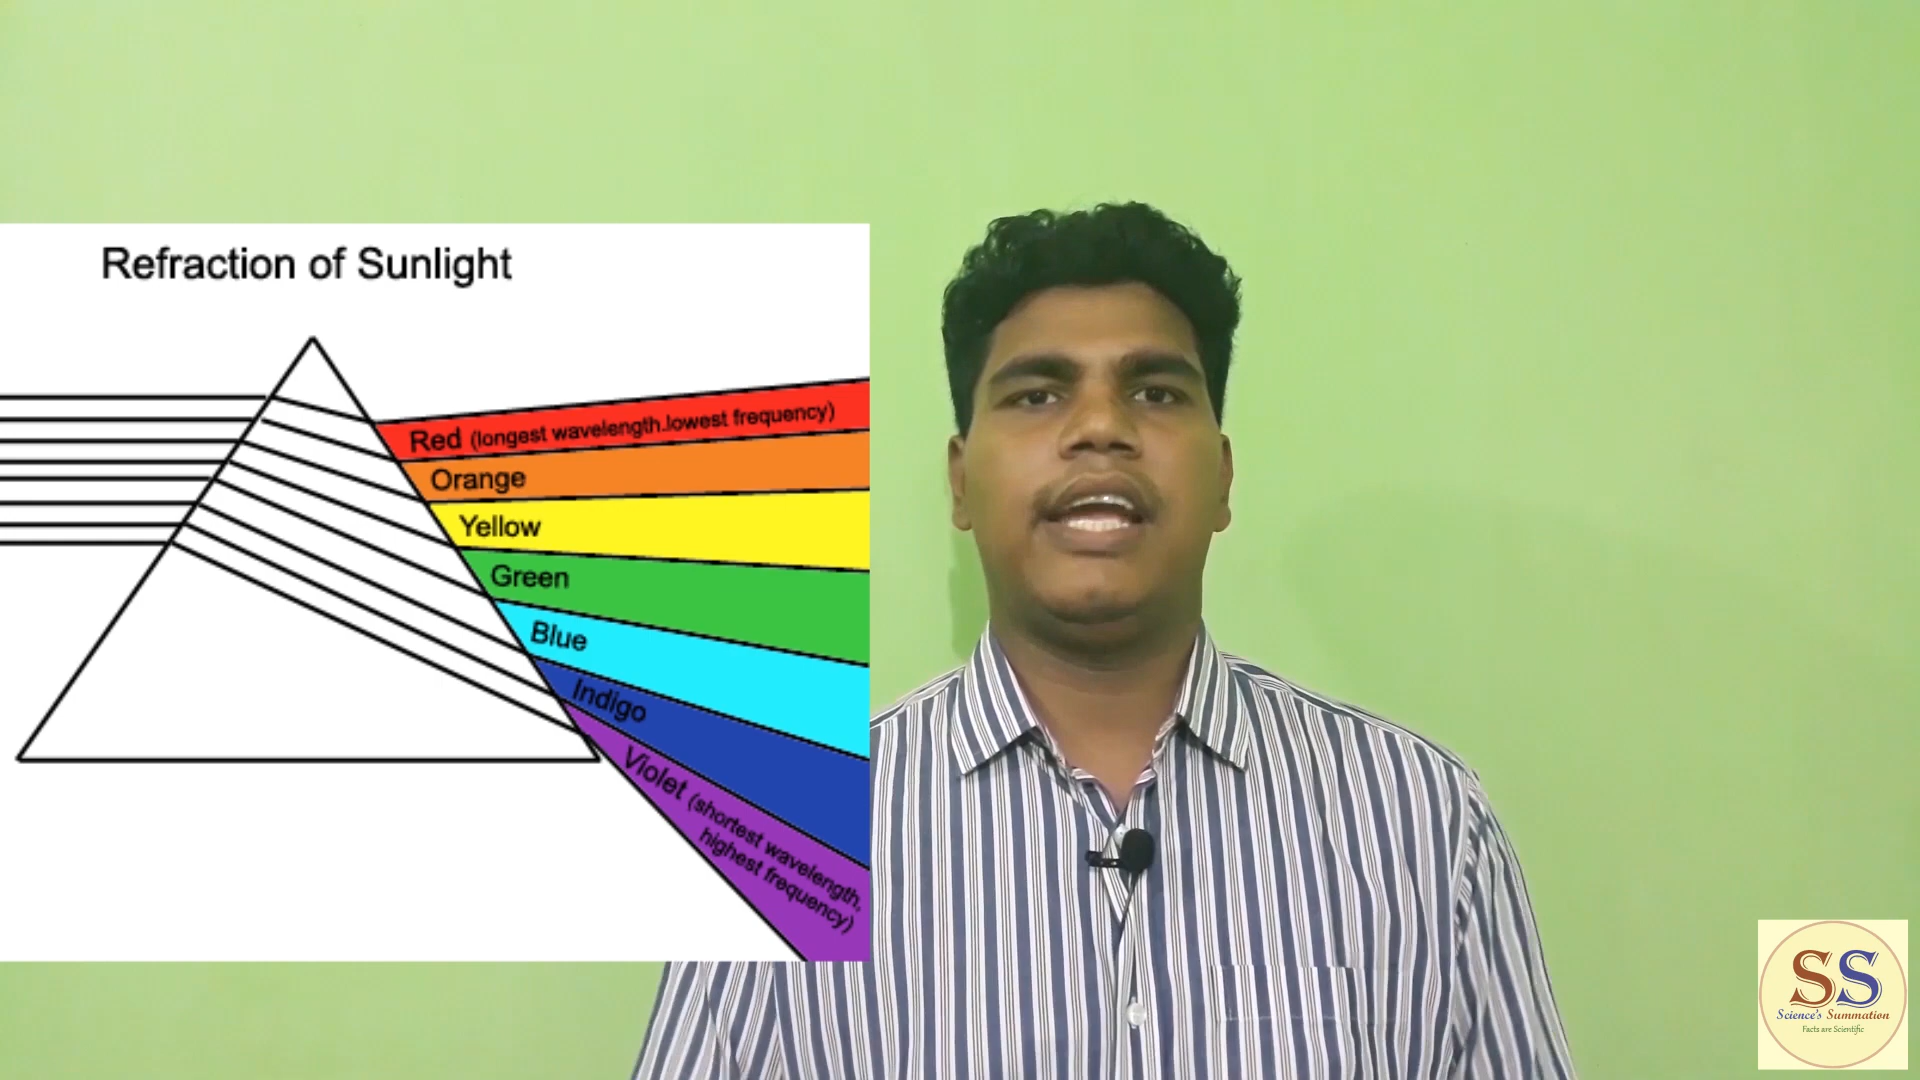 Refraction of Sunlight
Red (longest wavelength.lowest frequency)
Orange
Yellow
Green
Blue
Indigo
Violet (shortest wavelength,
highest frequency)
SS
Science's Summation
Facts are Scientific